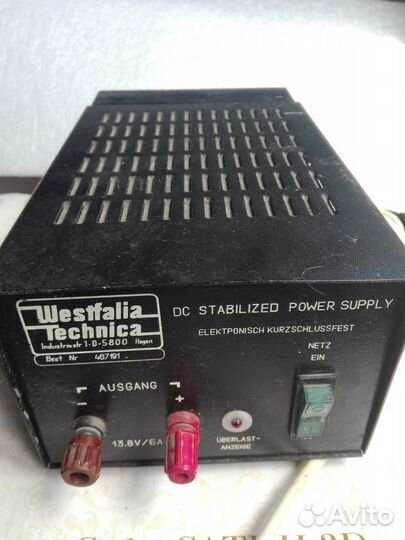 Westfalia
Technica
Industriestr 1-D-5800 Hagen
Best Nr 467191
DC STABILIZED POWER SUPPLY
ELEKTPONISCH KURZSCHLUSSFEST
NETZ
EIN
AUSGANG
- +
13.8V/6A
ÜBERLAST-
ANZEIGE
Avito